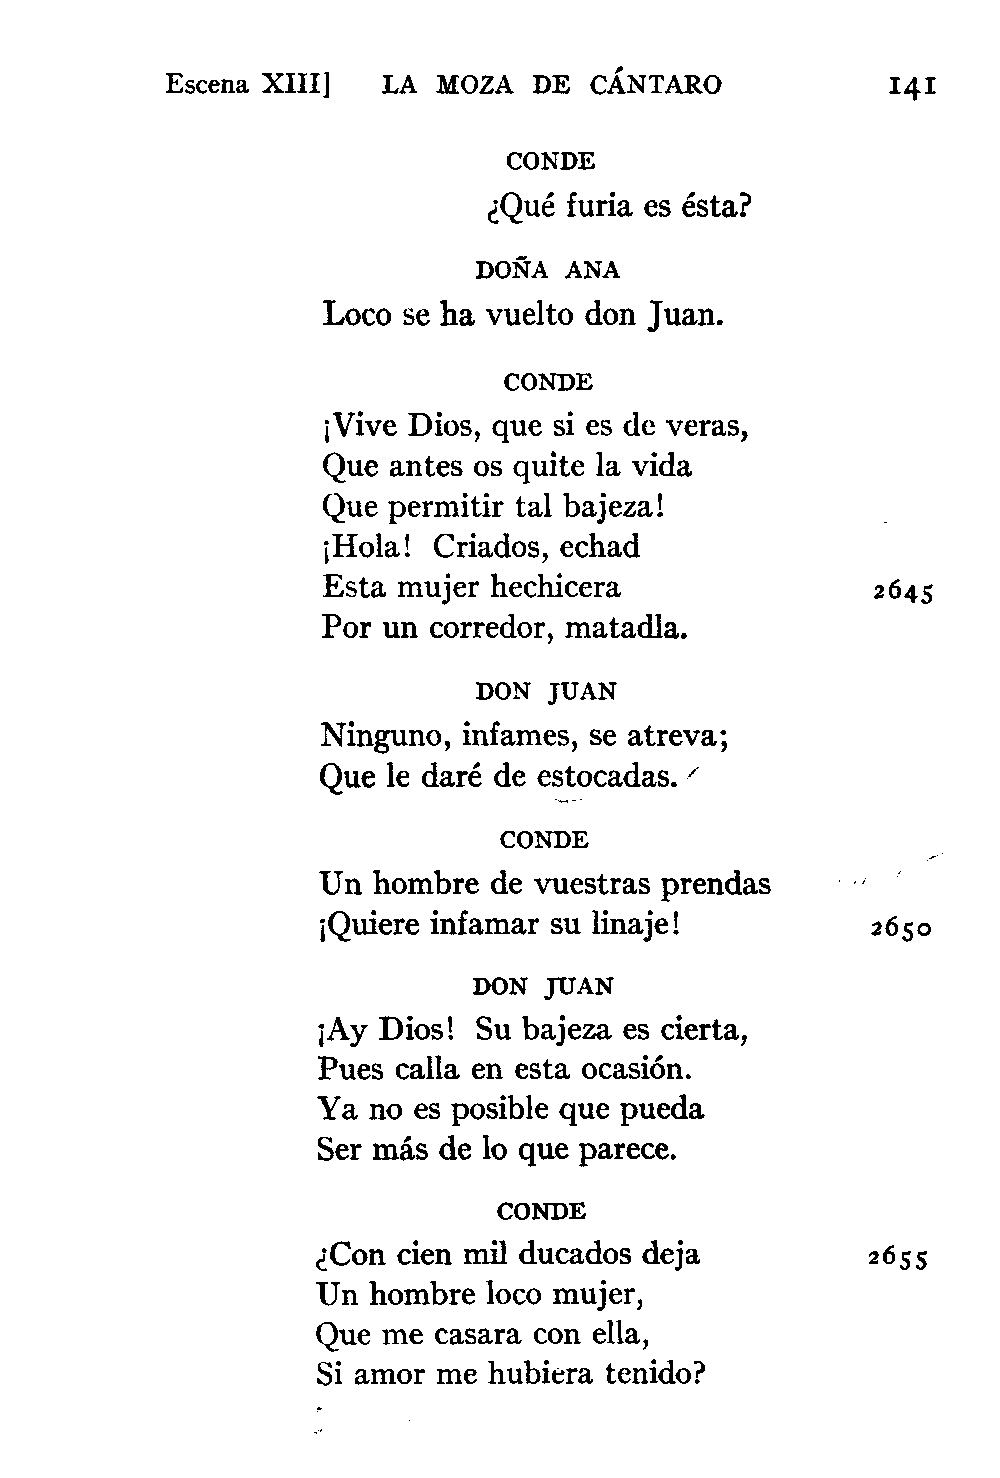 Escena XIII] LA MOZA DE CÁNTARO 141
CONDE
¿Qué furia es ésta?
DOÑA ANA
Loco se ha vuelto don Juan.
CONDE
¡Vive Dios, que si es de veras,
Que antes os quite la vida
Que permitir tal bajeza!
¡Hola! Criados, echad
Esta mujer hechicera 2645
Por un corredor, matadla.
DON JUAN
Ninguno, infames, se atreva;
Que le daré de estocadas.
CONDE
Un hombre de vuestras prendas
¡Quiere infamar su linaje! 2650
DON JUAN
¡Ay Dios! Su bajeza es cierta,
Pues calla en esta ocasión.
Ya no es posible que pueda
Ser más de lo que parece.
CONDE
¿Con cien mil ducados deja 2655
Un hombre loco mujer,
Que me casara con ella,
Si amor me hubiera tenido?